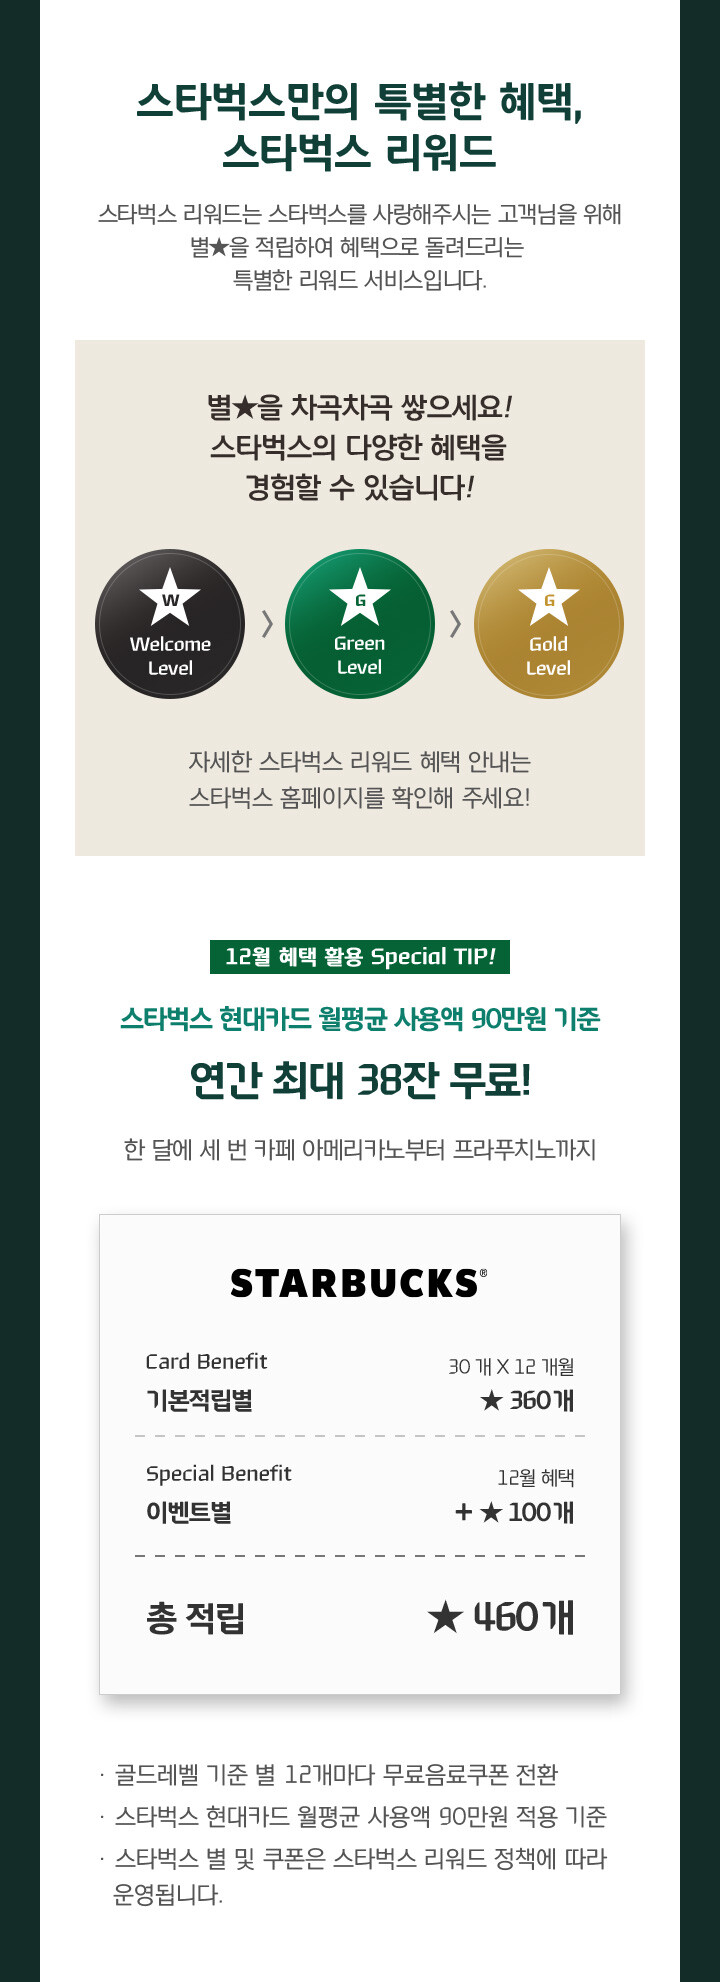 스타벅스만의 특별한 혜택,
스타벅스 리워드
스타벅스 리워드는 스타벅스를 사랑해주시는 고객님을 위해
별★을 적립하여 혜택으로 돌려드리는
특별한 리워드 서비스입니다.
별★을 차곡차곡 쌓으세요!
스타벅스의 다양한 혜택을
경험할 수 있습니다!
W
Welcome
Level
G
Green
Level
G
Gold
Level
자세한 스타벅스 리워드 혜택 안내는
스타벅스 홈페이지를 확인해 주세요!
12월 혜택 활용 Special TIP!
스타벅스 현대카드 월평균 사용액 90만원 기준
연간 최대 38잔 무료!
한 달에 세 번 카페 아메리카노부터 프라푸치노까지
STARBUCKS®
Card Benefit
30 개 X 12 개월
기본적립별
★ 360개
Special Benefit
12월 혜택
이벤트별
+ ★ 100개
총 적립
★ 460개
· 골드레벨 기준 별 12개마다 무료음료쿠폰 전환
· 스타벅스 현대카드 월평균 사용액 90만원 적용 기준
· 스타벅스 별 및 쿠폰은 스타벅스 리워드 정책에 따라
운영됩니다.